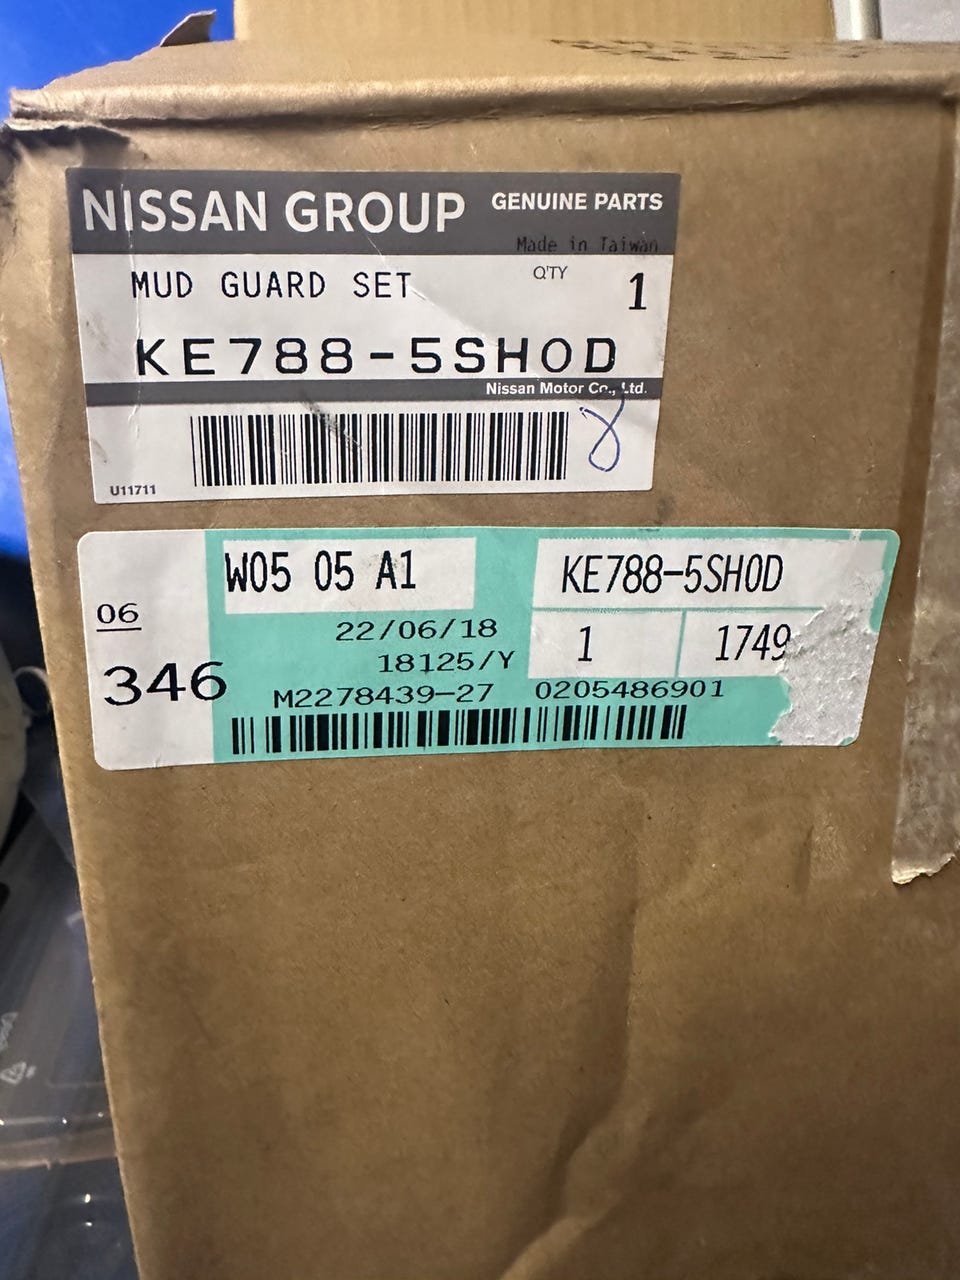 NISSAN GROUP GENUINE PARTS
Made in Taiwan
MUD GUARD SET Q'TY 1
KE788-5SH0D
Nissan Motor Co., Ltd.
8
U11711
W05 05 A1 KE788-5SH0D
06
22/06/18 1 1749
18125/Y
346
M2278439-27 0205486901